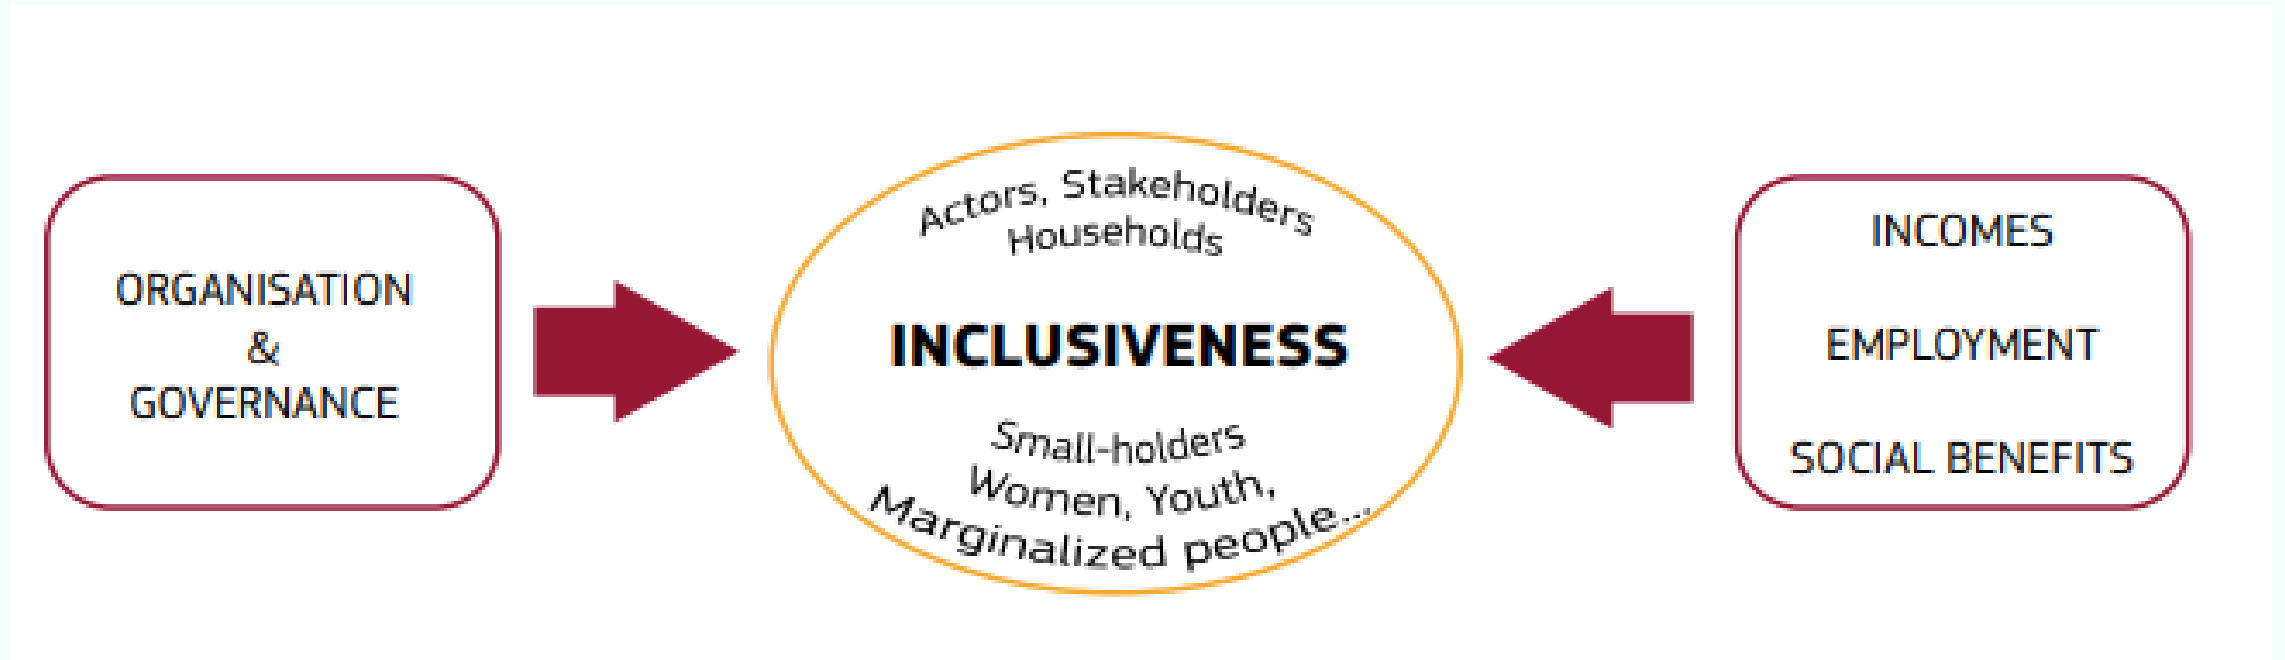 ORGANISATION
&
GOVERNANCE
Actors, Stakeholders
Households
INCLUSIVENESS
Small-holders
Women, Youth,
Marginalized people...
INCOMES
EMPLOYMENT
SOCIAL BENEFITS